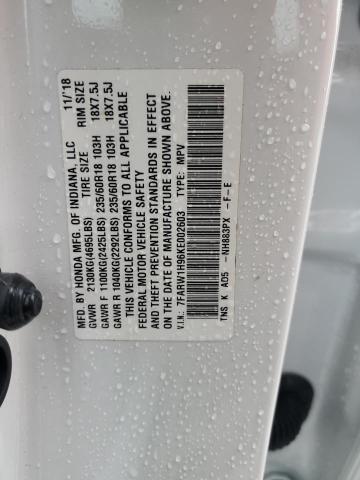 MFD. BY HONDA MFG. OF INDIANA, LLC 11/'18
GVWR 2130KG(4695LBS) TIRE SIZE RIM SIZE
GAWR F 1100KG(2425LBS) 235/60R18 103H 18X7.5J
GAWR R 1040KG(2292LBS) 235/60R18 103H 18X7.5J
THIS VEHICLE CONFORMS TO ALL APPLICABLE
FEDERAL MOTOR VEHICLE SAFETY
AND THEFT PREVENTION STANDARDS IN EFFECT
ON THE DATE OF MANUFACTURE SHOWN ABOVE.
V.I.N.: 7FARW1H96KE002603 TYPE: MPV
TNS K A05 -NH883PX -F-E